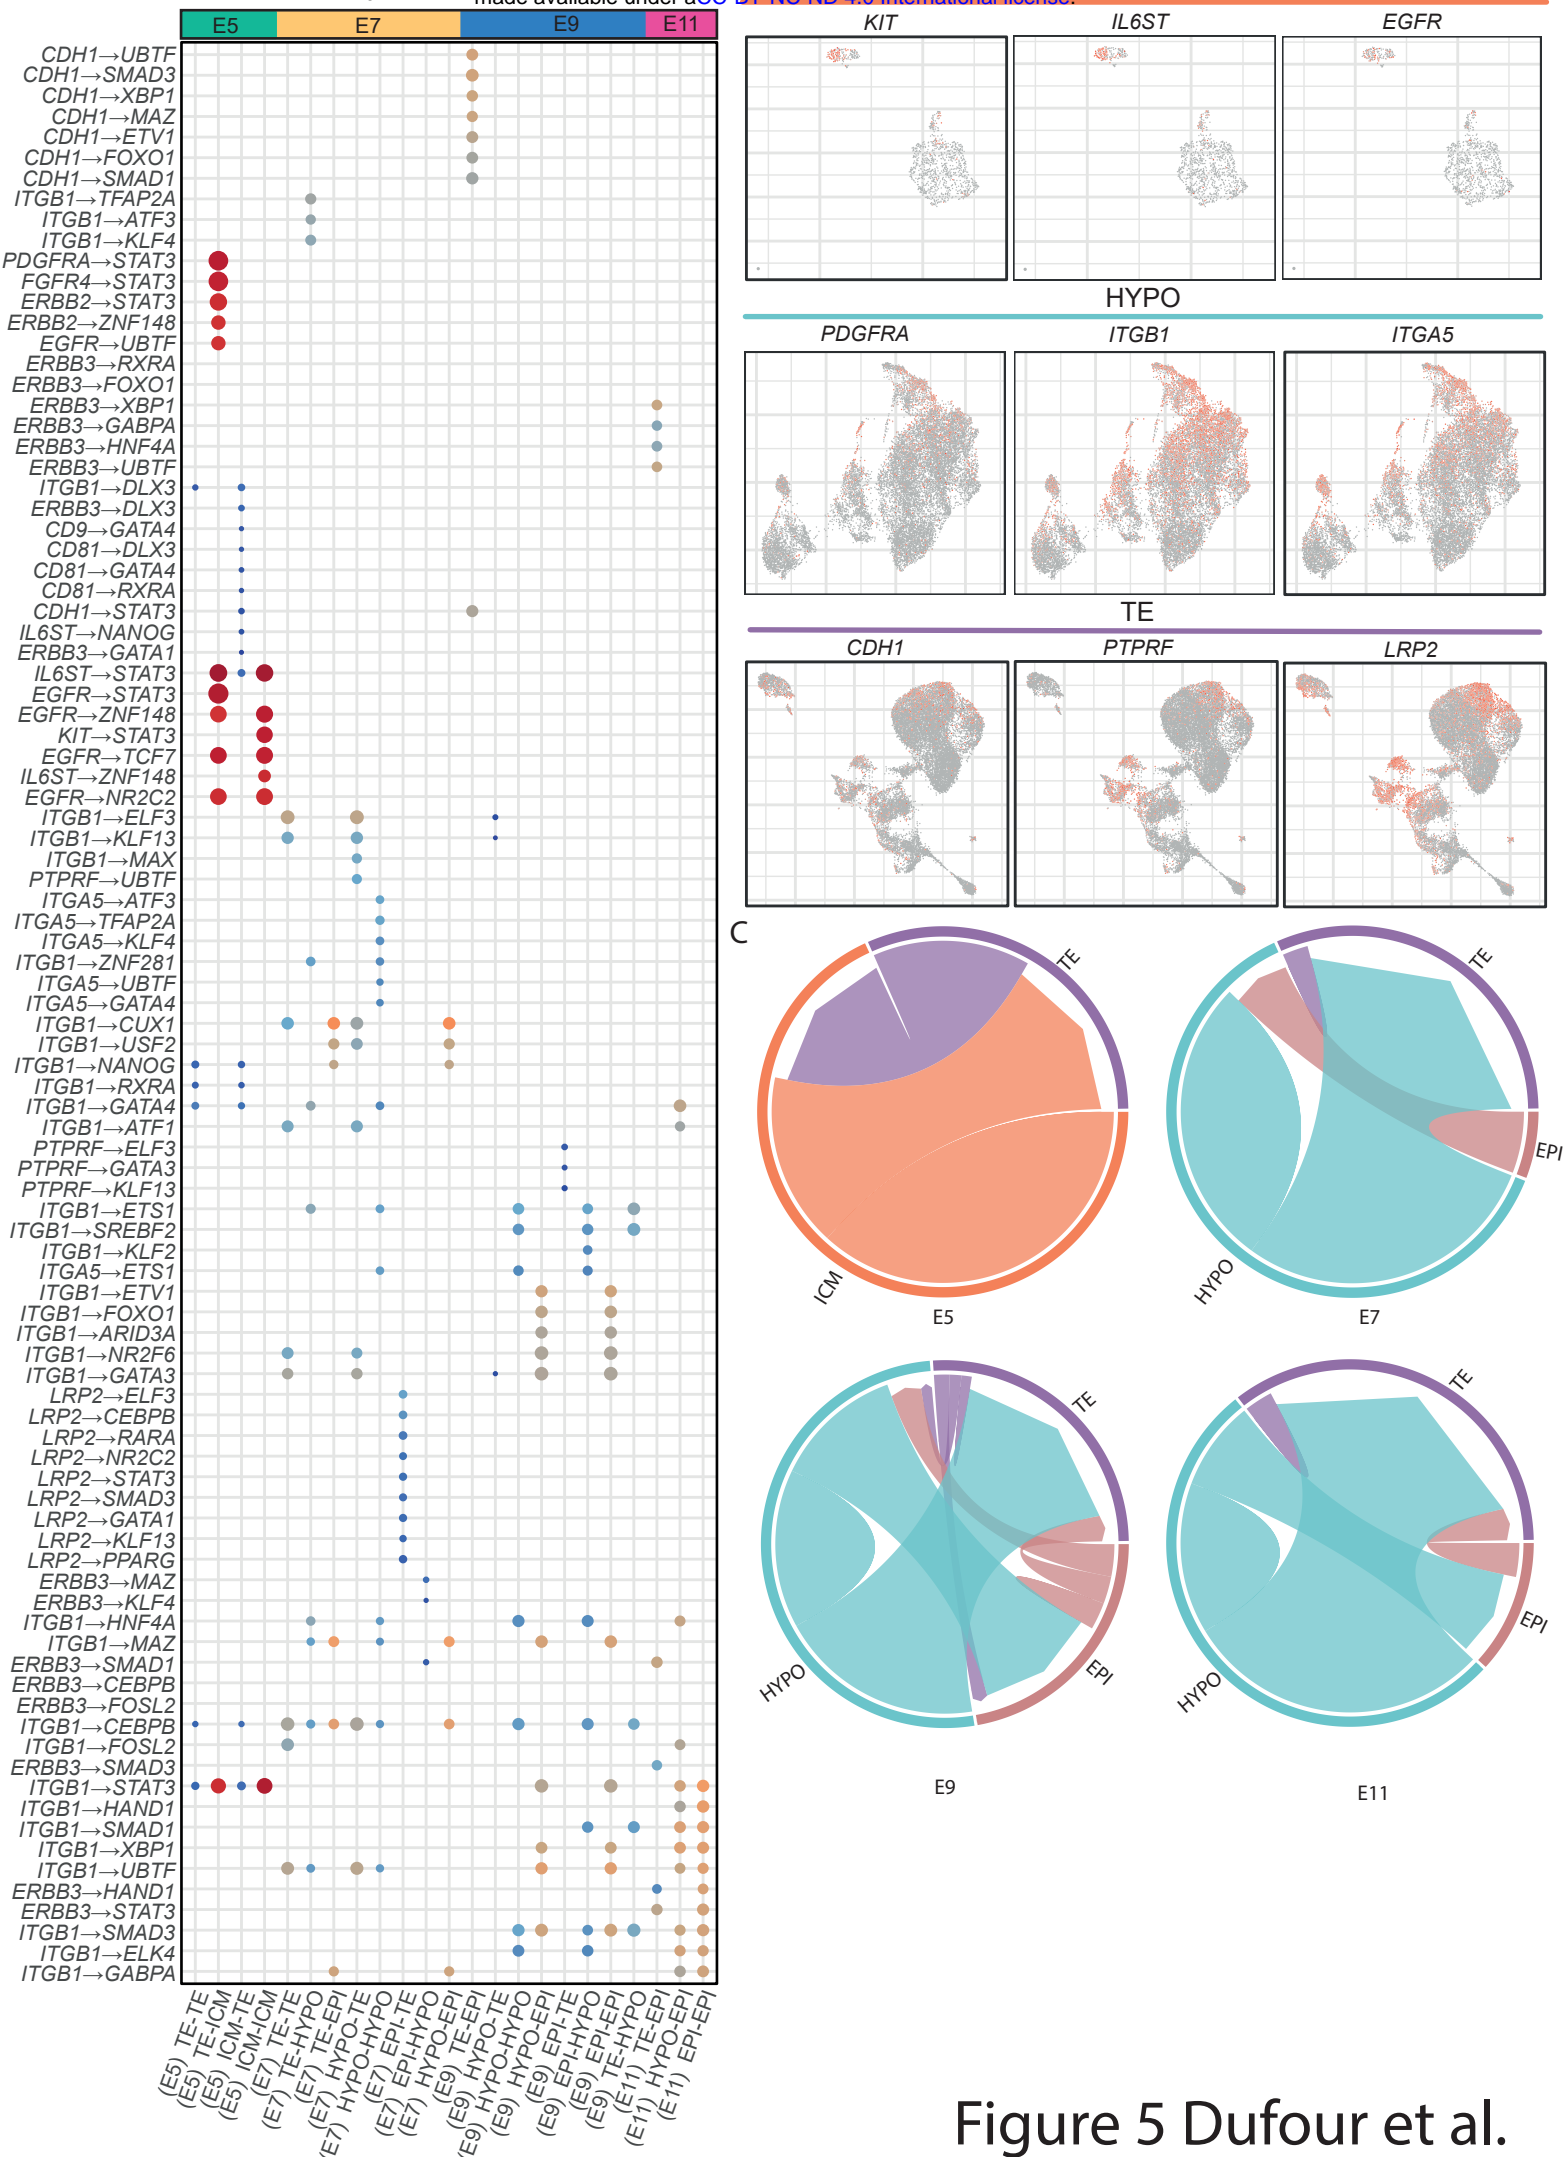 made available under aCC-BY-NC-ND 4.0 International license.
E5 E7 E9 E11
CDH1→UBTF
CDH1→SMAD3
CDH1→XBP1
CDH1→MAZ
CDH1→ETV1
CDH1→FOXO1
CDH1→SMAD1
ITGB1→TFAP2A
ITGB1→ATF3
ITGB1→KLF4
PDGFRA→STAT3
FGFR4→STAT3
ERBB2→STAT3
ERBB2→ZNF148
EGFR→UBTF
ERBB3→RXRA
ERBB3→FOXO1
ERBB3→XBP1
ERBB3→GABPA
ERBB3→HNF4A
ERBB3→UBTF
ITGB1→DLX3
ERBB3→DLX3
CD9→GATA4
CD81→DLX3
CD81→GATA4
CD81→RXRA
CDH1→STAT3
IL6ST→NANOG
ERBB3→GATA1
IL6ST→STAT3
EGFR→STAT3
EGFR→ZNF148
KIT→STAT3
EGFR→TCF7
IL6ST→ZNF148
EGFR→NR2C2
ITGB1→ELF3
ITGB1→KLF13
ITGB1→MAX
PTPRF→UBTF
ITGA5→ATF3
ITGA5→TFAP2A
ITGA5→KLF4
ITGB1→ZNF281
ITGA5→UBTF
ITGA5→GATA4
ITGB1→CUX1
ITGB1→USF2
ITGB1→NANOG
ITGB1→RXRA
ITGB1→GATA4
ITGB1→ATF1
PTPRF→ELF3
PTPRF→GATA3
PTPRF→KLF13
ITGB1→ETS1
ITGB1→SREBF2
ITGB1→KLF2
ITGA5→ETS1
ITGB1→ETV1
ITGB1→FOXO1
ITGB1→ARID3A
ITGB1→NR2F6
ITGB1→GATA3
LRP2→ELF3
LRP2→CEBPB
LRP2→RARA
LRP2→NR2C2
LRP2→STAT3
LRP2→SMAD3
LRP2→GATA1
LRP2→KLF13
LRP2→PPARG
ERBB3→MAZ
ERBB3→KLF4
ITGB1→HNF4A
ITGB1→MAZ
ERBB3→SMAD1
ERBB3→CEBPB
ERBB3→FOSL2
ITGB1→CEBPB
ITGB1→FOSL2
ERBB3→SMAD3
ITGB1→STAT3
ITGB1→HAND1
ITGB1→SMAD1
ITGB1→XBP1
ITGB1→UBTF
ERBB3→HAND1
ERBB3→STAT3
ITGB1→SMAD3
ITGB1→ELK4
ITGB1→GABPA
(E5) TE-TE
(E5) TE-ICM
(E5) ICM-TE
(E5) ICM-ICM
(E7) TE-TE
(E7) TE-HYPO
(E7) TE-EPI
(E7) HYPO-TE
(E7) HYPO-HYPO
(E7) EPI-TE
(E7) EPI-HYPO
(E7) HYPO-EPI
(E9) TE-EPI
(E9) HYPO-TE
(E9) HYPO-HYPO
(E9) HYPO-EPI
(E9) EPI-TE
(E9) EPI-HYPO
(E9) EPI-EPI
(E9) TE-HYPO
(E11) TE-EPI
(E11) HYPO-EPI
(E11) EPI-EPI
KIT IL6ST EGFR
HYPO
PDGFRA ITGB1 ITGA5
TE
CDH1 PTPRF LRP2
C
TE
ICM
E5
TE
EPI
HYPO
E7
TE
EPI
HYPO
E9
TE
EPI
HYPO
E11
Figure 5 Dufour et al.